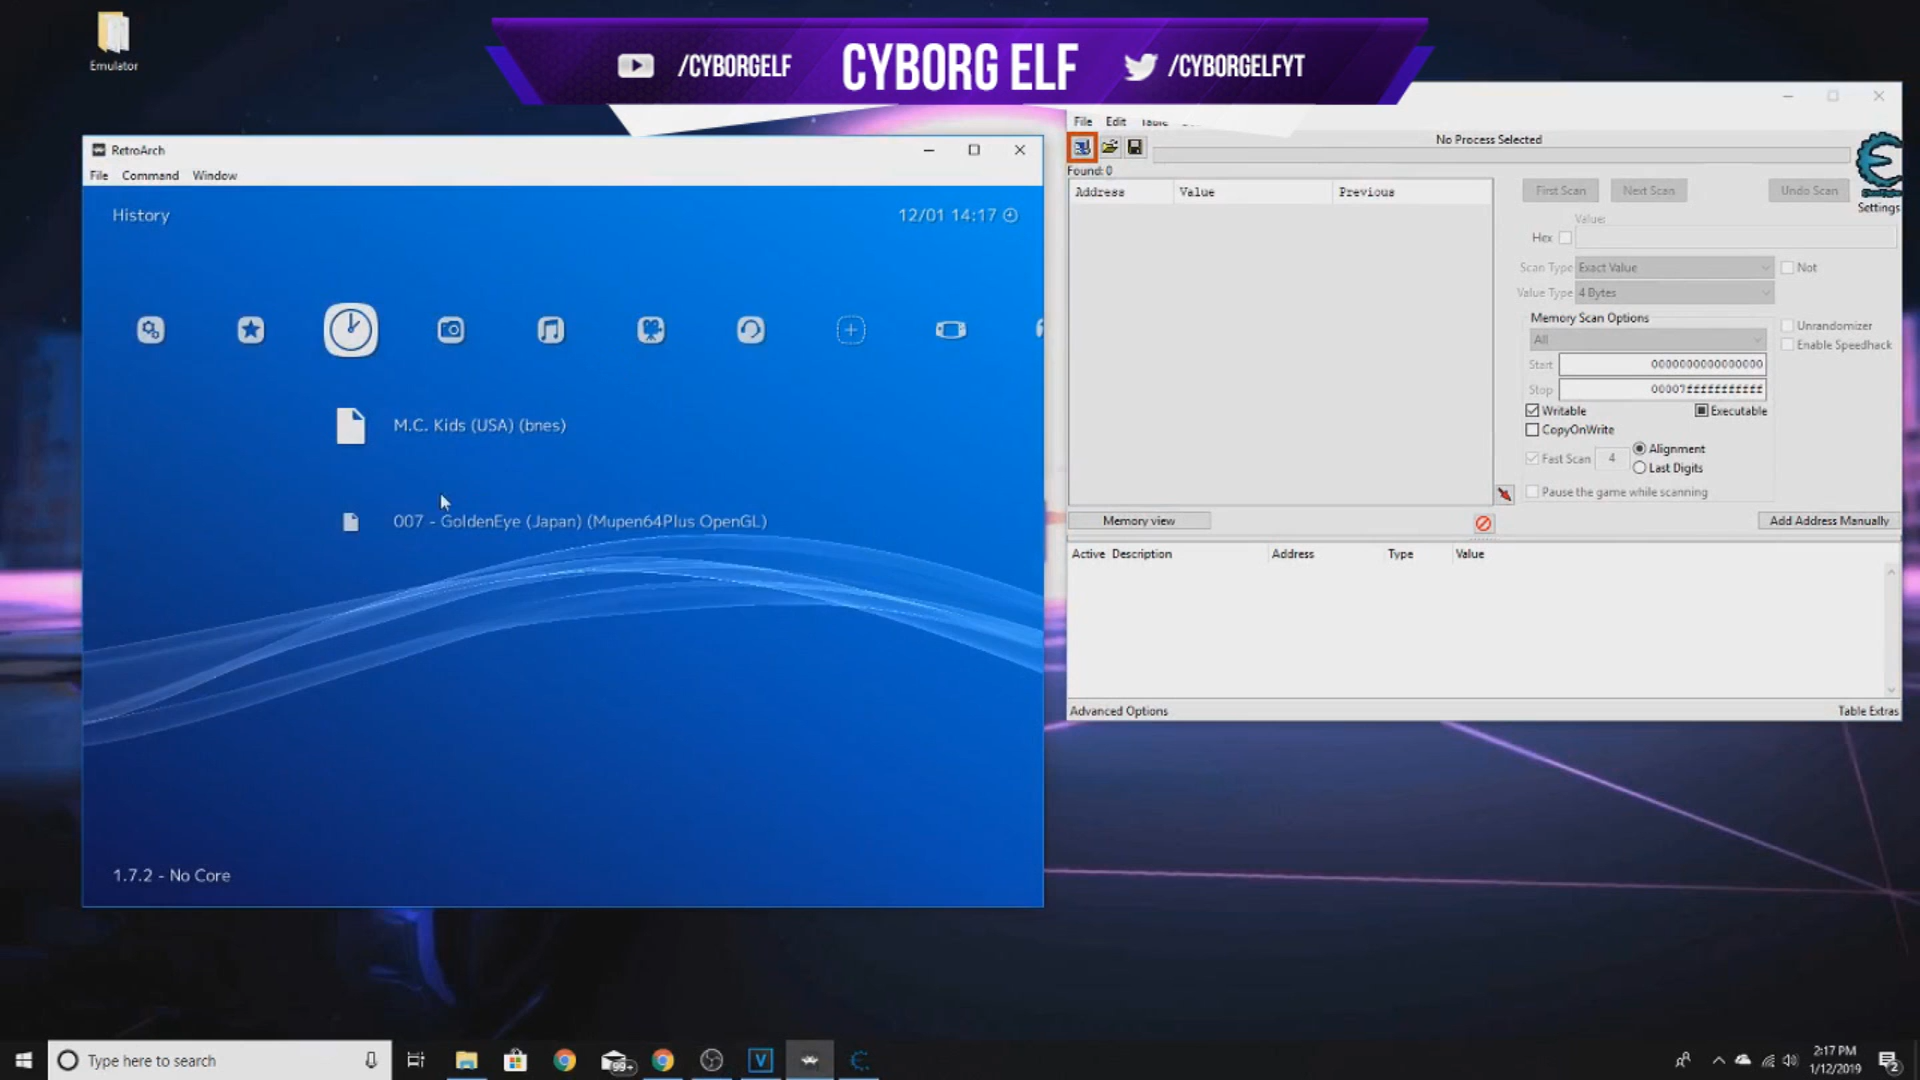 Emulator
/CYBORGELF
CYBORG ELF
/CYBORGELFYT
RetroArch
File Command Window
History
12/01 14:17
M.C. Kids (USA) (bnes)
007 - GoldenEye (Japan) (Mupen64Plus OpenGL)
1.7.2 - No Core
File Edit Table
No Process Selected
Found: 0
Address Value Previous
First Scan Next Scan Undo Scan
Settings
Value:
Hex
Scan Type Exact Value Not
Value Type 4 Bytes
Memory Scan Options
All
Unrandomizer
Enable Speedhack
Start 0000000000000000
Stop 00007fffffffffff
Writable Executable
CopyOnWrite
Fast Scan 4 Alignment
Last Digits
Pause the game while scanning
Memory view Add Address Manually
Active Description Address Type Value
Advanced Options Table Extras
Type here to search
99+
V
2:17 PM
1/12/2019
2